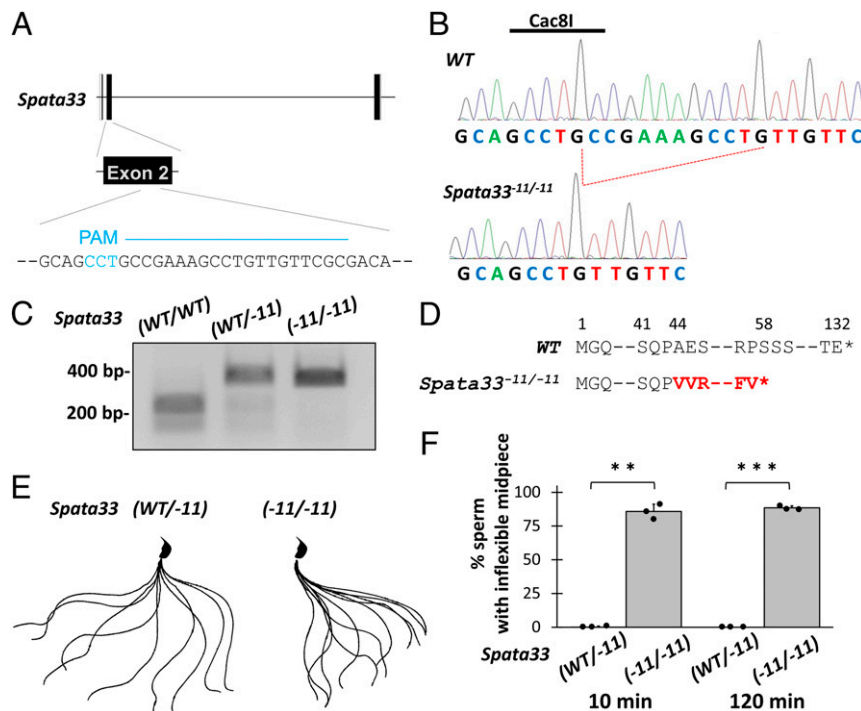 A
Spata33
Exon 2
PAM
--GCAGCCTGCCGAAAGCCTGTTGTTCGCGACA--
B
Cac8I
WT
GCAGCCTGCCGAAAGCCTGTTGTTC
Spata33-11/-11
GCAGCCTGTTGTTC
C
Spata33 (WT/WT) (WT/-11) (-11/-11)
400 bp-
200 bp-
D
1 41 44 58 132
WT MGQ--SQPAES--RPSSS--TE*
Spata33-11/-11 MGQ--SQPVVR--FV*
E
Spata33 (WT/-11) (-11/-11)
F
% sperm
with inflexible midpiece
** ***
100
75
50
25
0
Spata33 (WT/-11) (-11/-11) (WT/-11) (-11/-11)
10 min 120 min